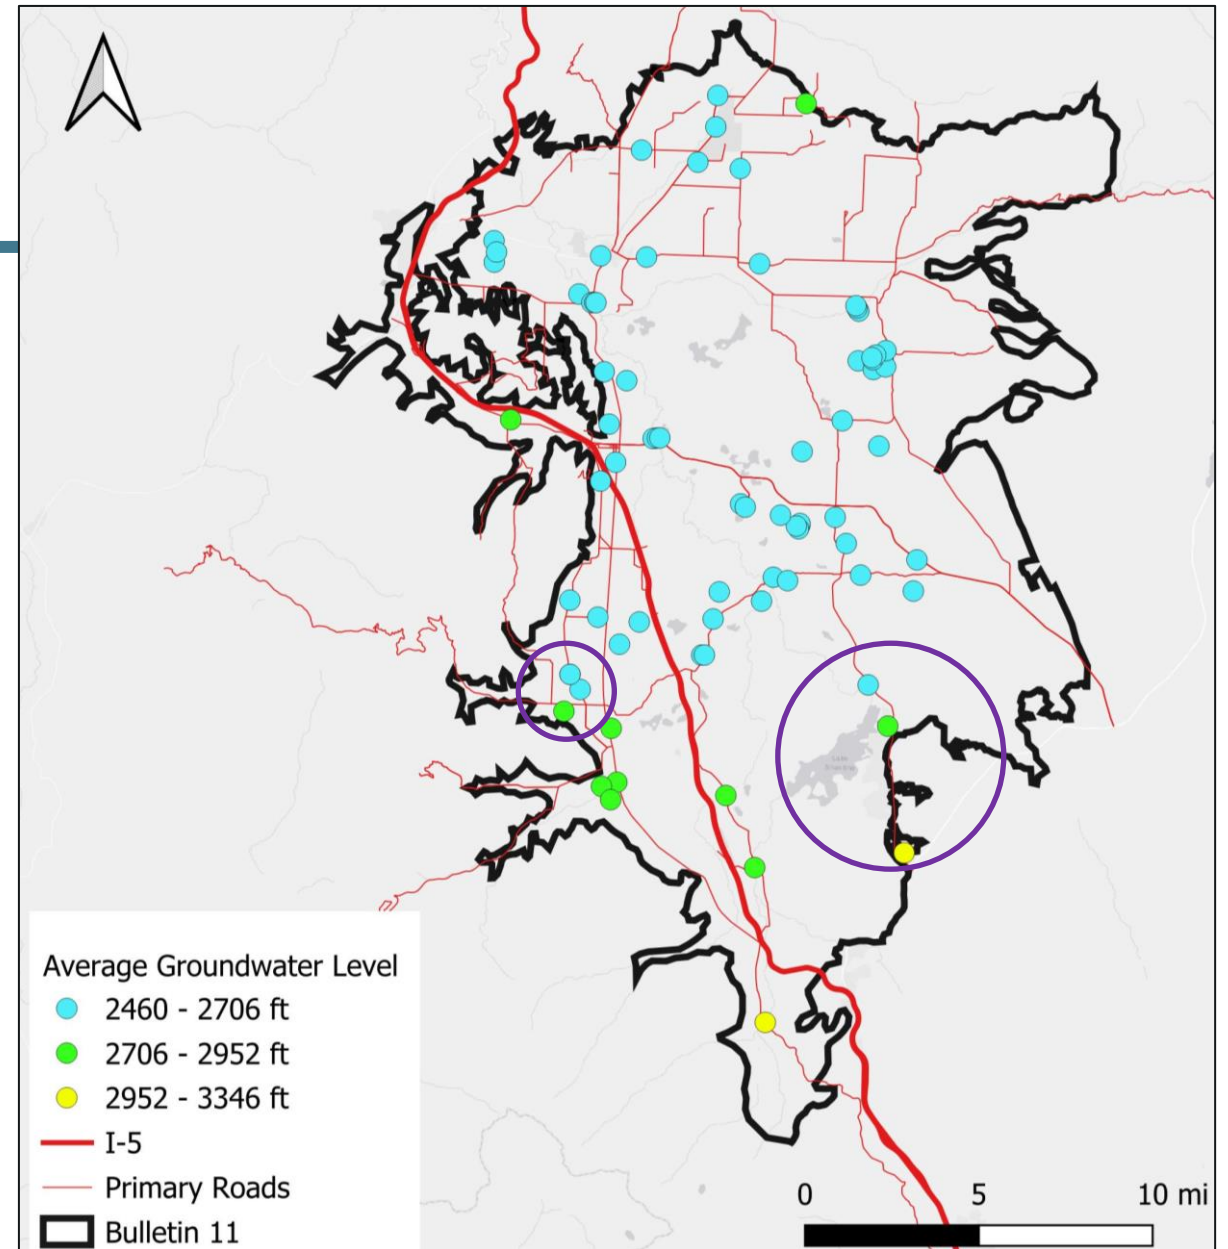 Average Groundwater Level
2460 - 2706 ft
2706 - 2952 ft
2952 - 3346 ft
I-5
Primary Roads
Bulletin 11
0 5 10 mi